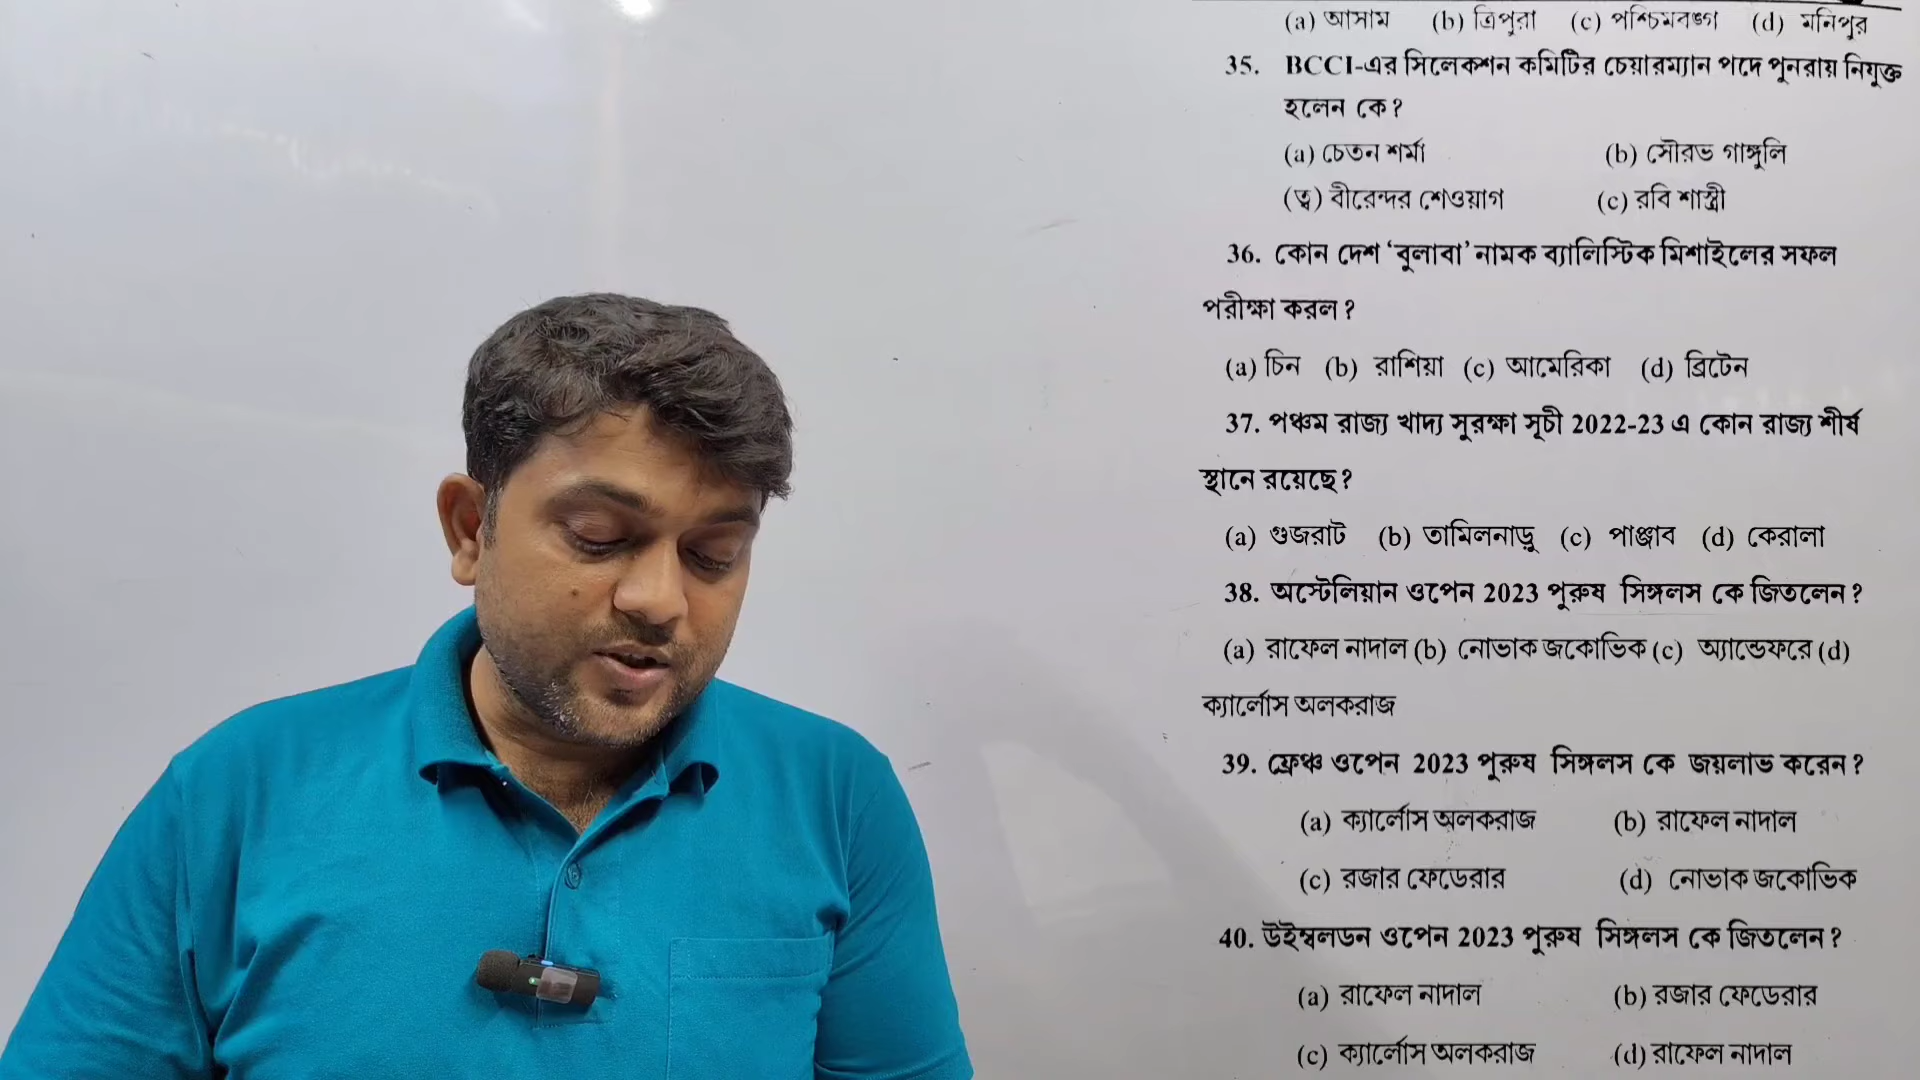 (a) আসাম (b) ত্রিপুরা (c) পশ্চিমবঙ্গ (d) মনিপুর
35. BCCI-এর সিলেকশন কমিটির চেয়ারম্যান পদে পুনরায় নিযুক্ত
হলেন কে?
(a) চেতন শর্মা (b) সৌরভ গাঙ্গুলি
(ত্ব) বীরেন্দর শেওয়াগ (c) রবি শাস্ত্রী
36. কোন দেশ ‘বুলাবা’ নামক ব্যালিস্টিক মিশাইলের সফল
পরীক্ষা করল?
(a) চিন (b) রাশিয়া (c) আমেরিকা (d) ব্রিটেন
37. পঞ্চম রাজ্য খাদ্য সুরক্ষা সূচী 2022-23 এ কোন রাজ্য শীর্ষ
স্থানে রয়েছে?
(a) গুজরাট (b) তামিলনাড়ু (c) পাঞ্জাব (d) কেরালা
38. অস্টেলিয়ান ওপেন 2023 পুরুষ সিঙ্গলস কে জিতলেন?
(a) রাফেল নাদাল (b) নোভাক জকোভিক (c) অ্যান্ডেফরে (d)
ক্যার্লোস অলকরাজ
39. ফ্রেঞ্চ ওপেন 2023 পুরুষ সিঙ্গলস কে জয়লাভ করেন?
(a) ক্যার্লোস অলকরাজ (b) রাফেল নাদাল
(c) রজার ফেডেরার (d) নোভাক জকোভিক
40. উইম্বলডন ওপেন 2023 পুরুষ সিঙ্গলস কে জিতলেন?
(a) রাফেল নাদাল (b) রজার ফেডেরার
(c) ক্যার্লোস অলকরাজ (d) রাফেল নাদাল